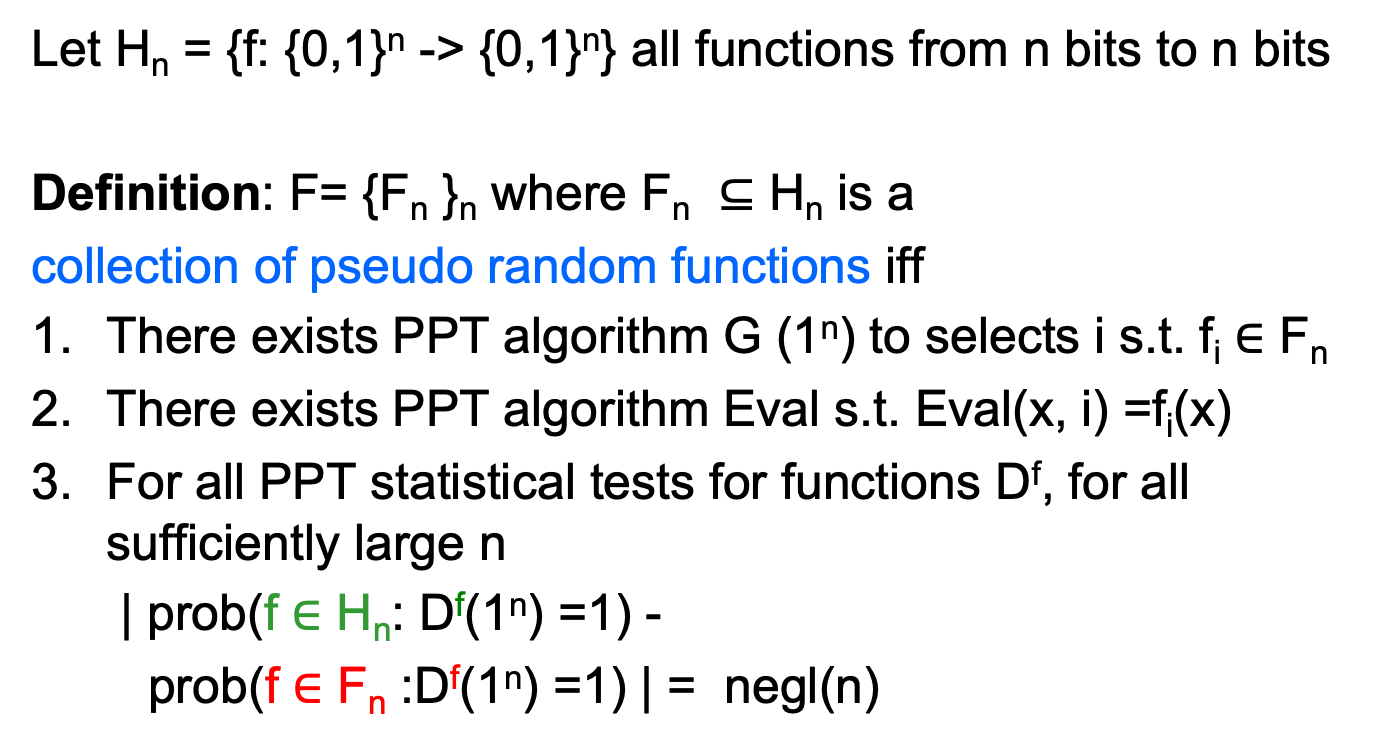 Let Hₙ = {f: {0,1}ⁿ -> {0,1}ⁿ} all functions from n bits to n bits
Definition: F= {Fₙ }ₙ where Fₙ ⊆ Hₙ is a
collection of pseudo random functions iff
1. There exists PPT algorithm G (1ⁿ) to selects i s.t. fᵢ ∈ Fₙ
2. There exists PPT algorithm Eval s.t. Eval(x, i) =fᵢ(x)
3. For all PPT statistical tests for functions Dᶠ, for all
sufficiently large n
| prob(f ∈ Hₙ: Dᶠ(1ⁿ) =1) -
prob(f ∈ Fₙ :Dᶠ(1ⁿ) =1) | = negl(n)